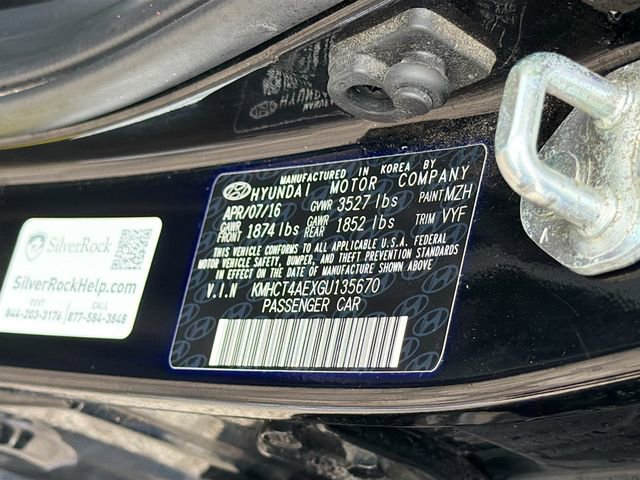 MANUFACTURED IN KOREA BY
HYUNDAI MOTOR COMPANY
APR/07/16 GVWR 3527 lbs PAINT MZH
GAWR FRONT 1874 lbs GAWR REAR 1852 lbs TRIM VYF
THIS VEHICLE CONFORMS TO ALL APPLICABLE U.S.A. FEDERAL
MOTOR VEHICLE SAFETY, BUMPER, AND THEFT PREVENTION STANDARDS
IN EFFECT ON THE DATE OF MANUFACTURE SHOWN ABOVE.
V.I.N KMHCT4AEXGU135670
PASSENGER CAR
SilverRock
SilverRockHelp.com
TEXT CALL
844-203-3176 877-584-3848